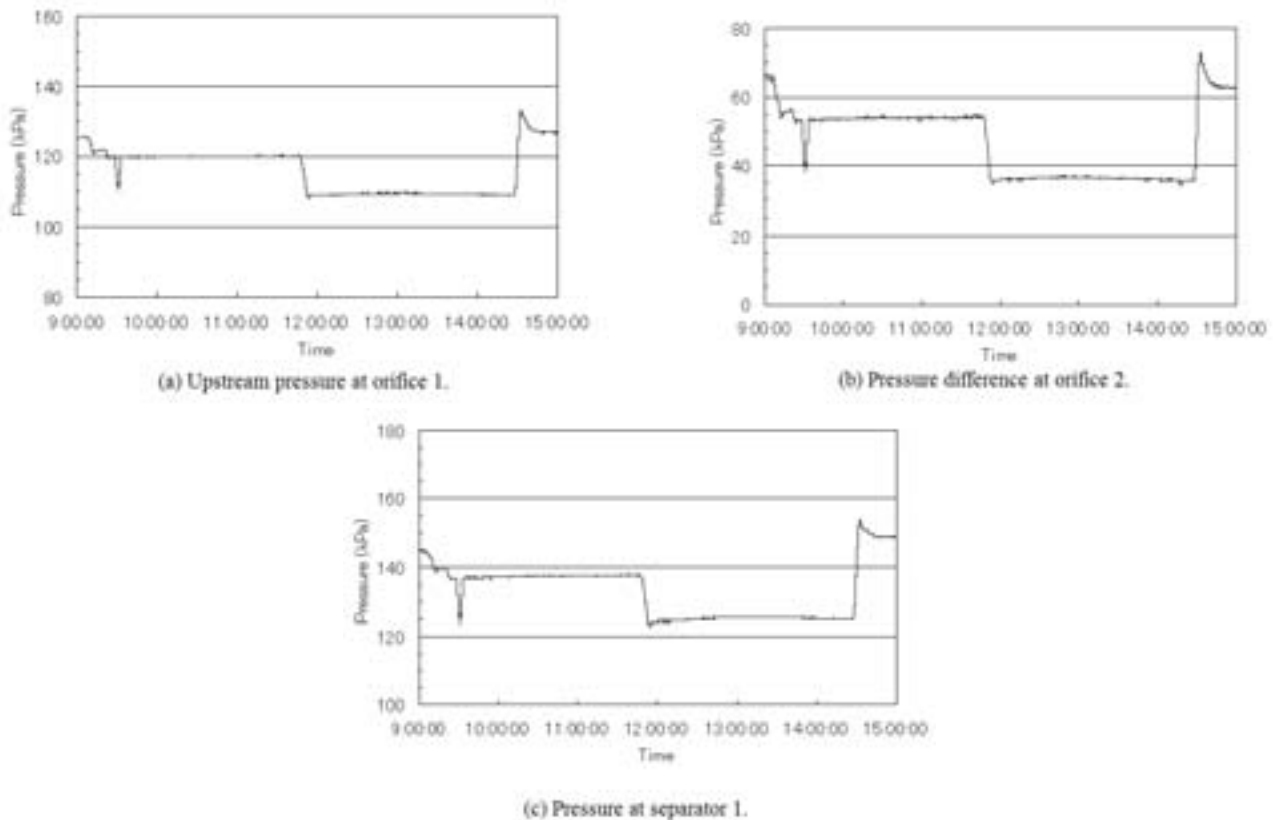 160
140
120
100
80
Pressure (kPa)
9:00:00 10:00:00 11:00:00 12:00:00 13:00:00 14:00:00 15:00:00
Time
(a) Upstream pressure at orifice 1.
80
60
40
20
0
Pressure (kPa)
9:00:00 10:00:00 11:00:00 12:00:00 13:00:00 14:00:00 15:00:00
Time
(b) Pressure difference at orifice 2.
180
160
140
120
100
Pressure (kPa)
9:00:00 10:00:00 11:00:00 12:00:00 13:00:00 14:00:00 15:00:00
Time
(c) Pressure at separator 1.